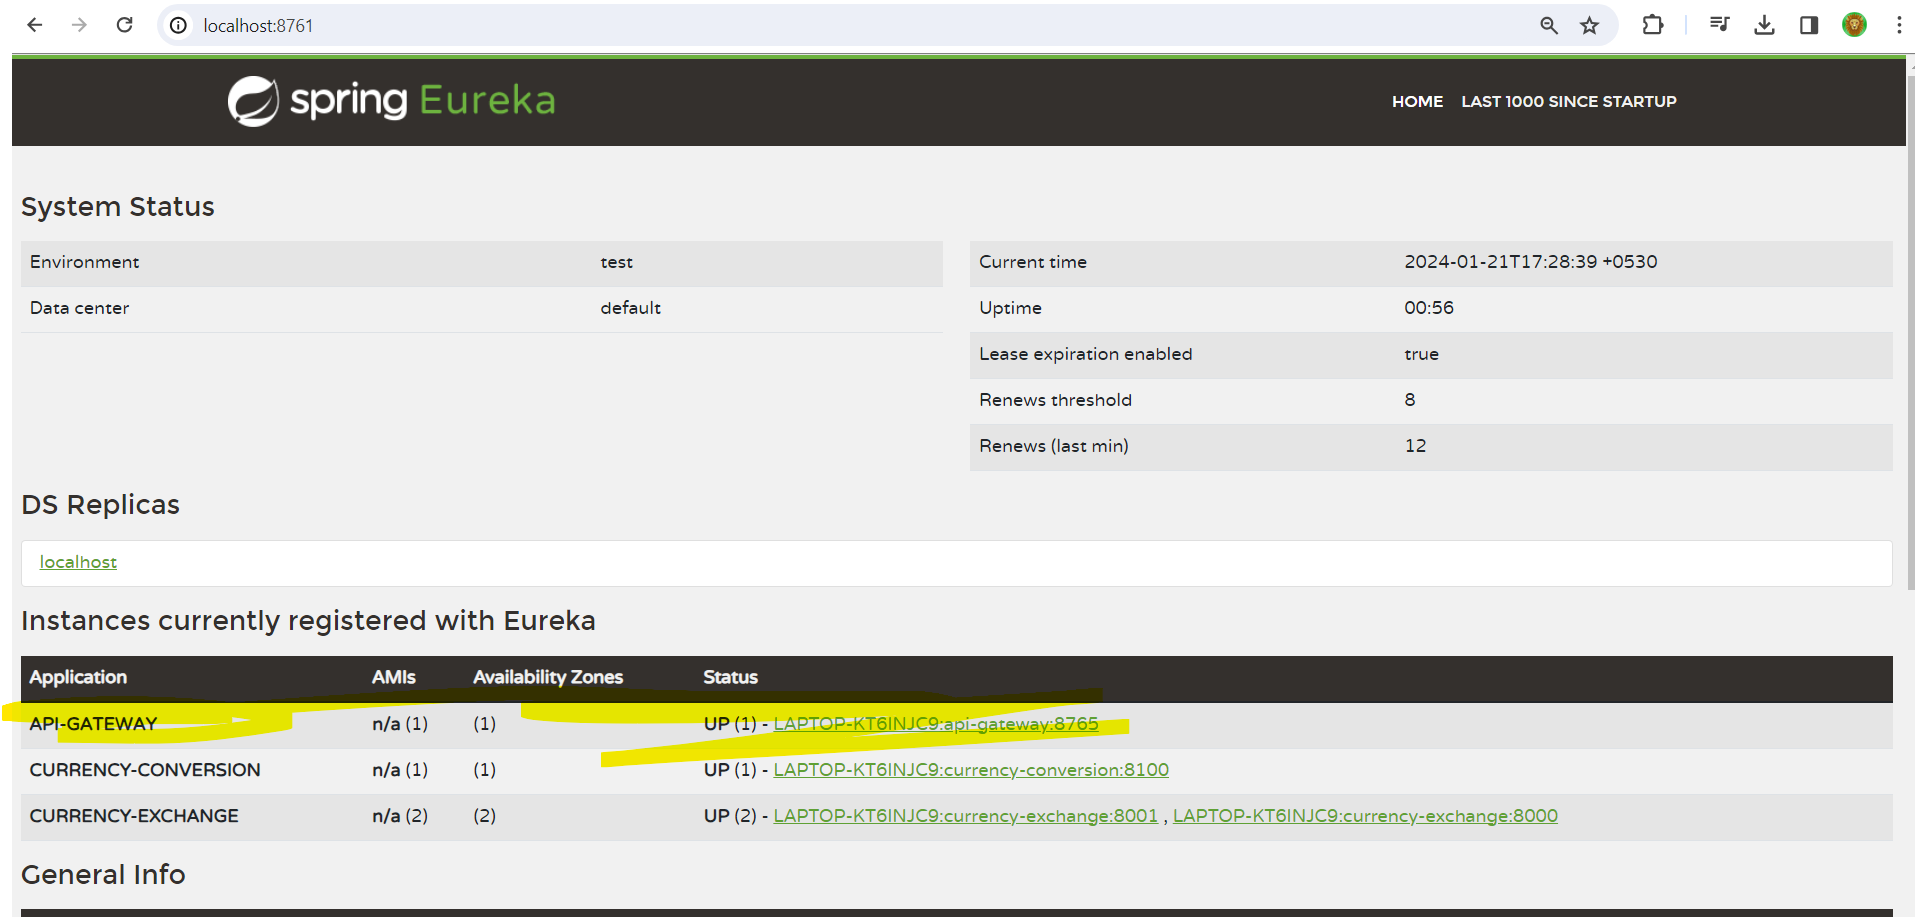 localhost:8761
spring Eureka
HOME LAST 1000 SINCE STARTUP
System Status
Environment test
Data center default
Current time 2024-01-21T17:28:39 +0530
Uptime 00:56
Lease expiration enabled true
Renews threshold 8
Renews (last min) 12
DS Replicas
localhost
Instances currently registered with Eureka
Application AMIs Availability Zones Status
API-GATEWAY n/a (1) (1) UP (1) - LAPTOP-KT6INJC9:api-gateway:8765
CURRENCY-CONVERSION n/a (1) (1) UP (1) - LAPTOP-KT6INJC9:currency-conversion:8100
CURRENCY-EXCHANGE n/a (2) (2) UP (2) - LAPTOP-KT6INJC9:currency-exchange:8001 , LAPTOP-KT6INJC9:currency-exchange:8000
General Info